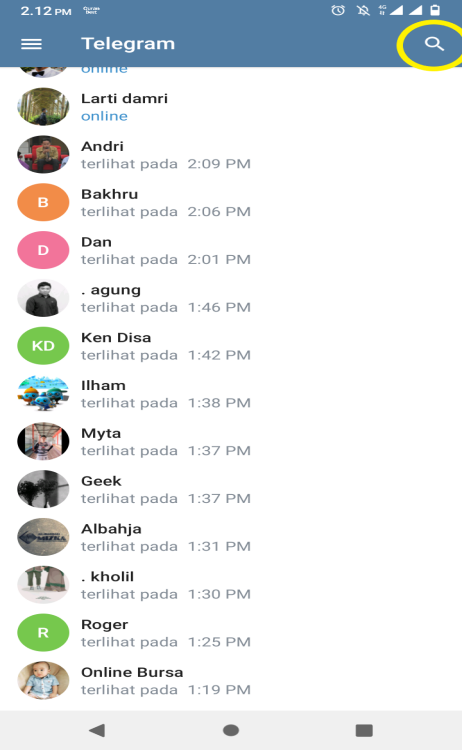 2.12 PM
Telegram
online
Larti damri
online
Andri
terlihat pada 2:09 PM
B
Bakhru
terlihat pada 2:06 PM
D
Dan
terlihat pada 2:01 PM
. agung
terlihat pada 1:46 PM
KD
Ken Disa
terlihat pada 1:42 PM
Ilham
terlihat pada 1:38 PM
Myta
terlihat pada 1:37 PM
Geek
terlihat pada 1:37 PM
Albahja
terlihat pada 1:31 PM
. kholil
terlihat pada 1:30 PM
R
Roger
terlihat pada 1:25 PM
Online Bursa
terlihat pada 1:19 PM